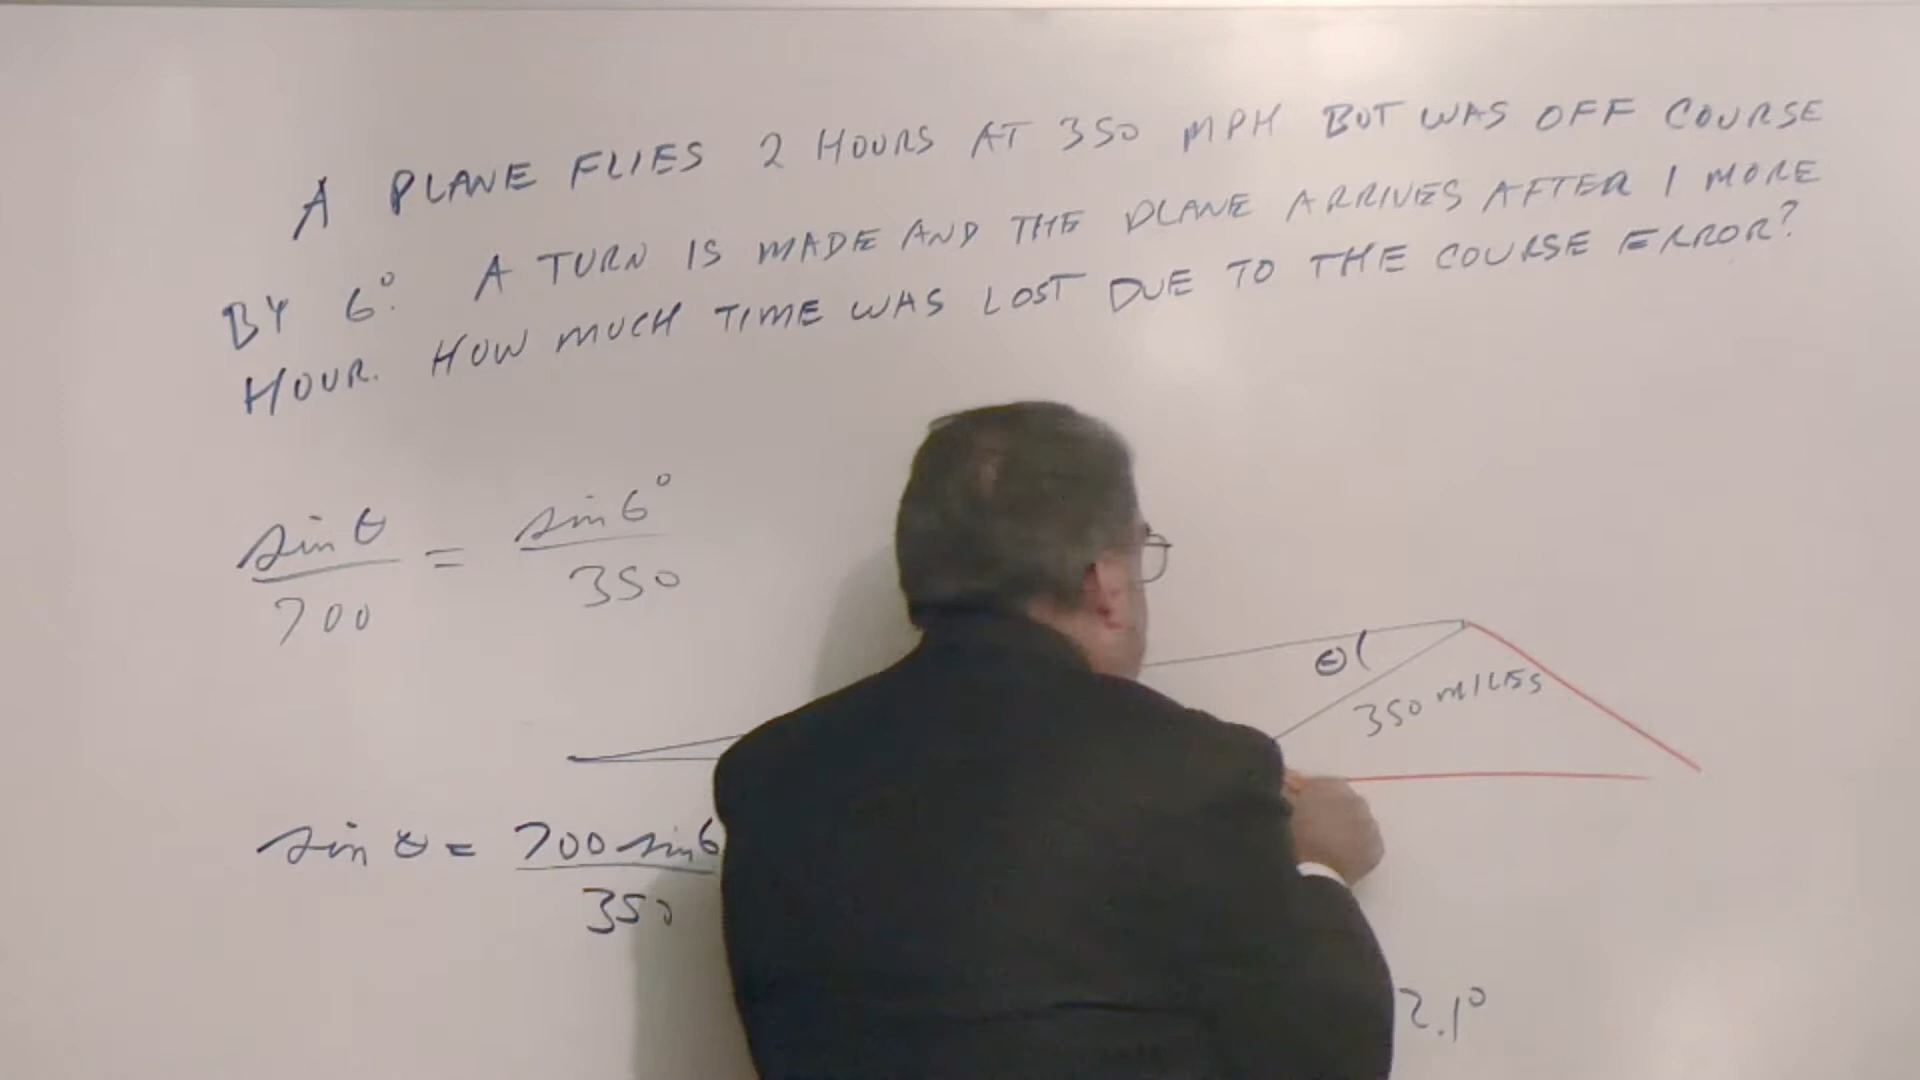 A PLANE FLIES 2 HOURS AT 350 MPH BUT WAS OFF COURSE
BY 6°. A TURN IS MADE AND THE PLANE ARRIVES AFTER 1 MORE
HOUR. HOW MUCH TIME WAS LOST DUE TO THE COURSE ERROR?
sin θ / 700 = sin 6° / 350
θ
350 MILES
sin θ = 700 sin 6 / 350
2.1°